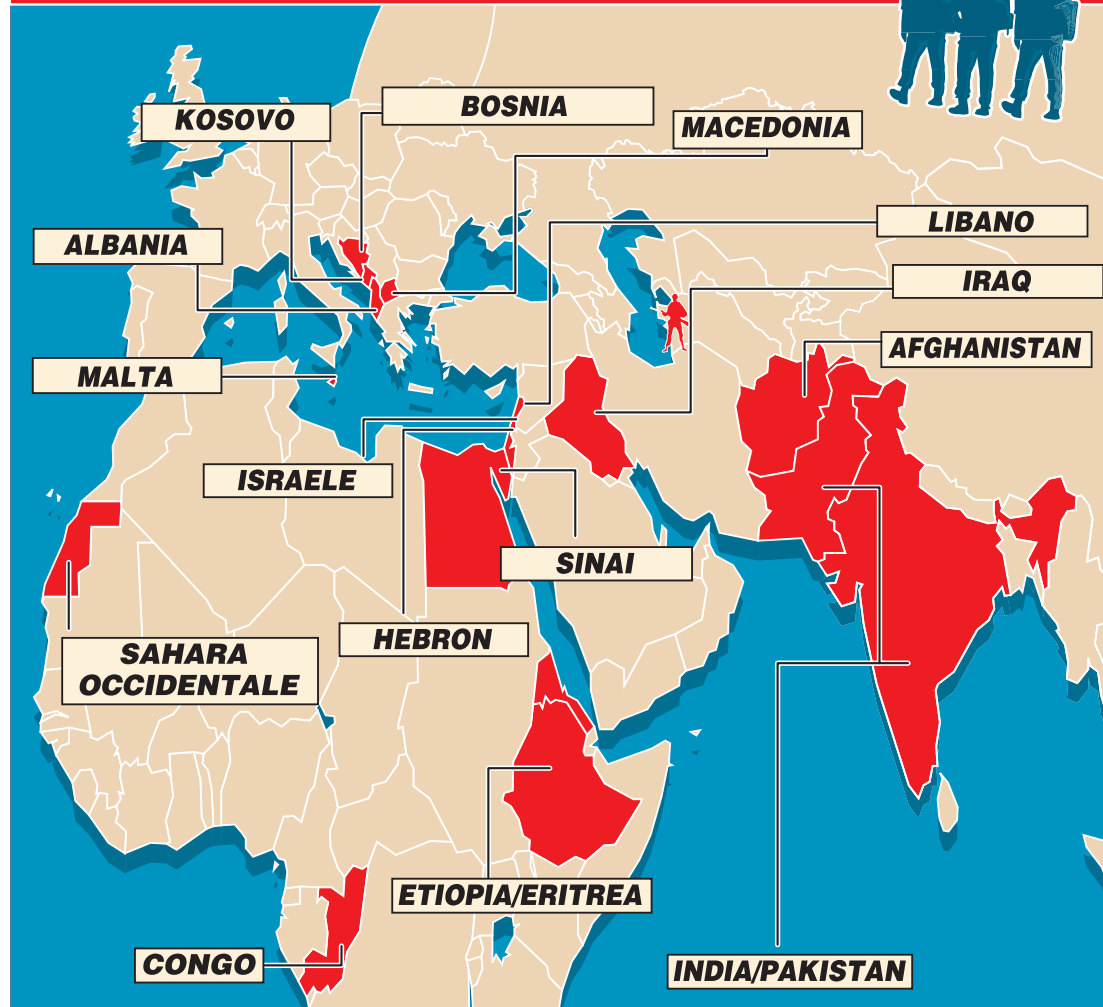 BOSNIA
KOSOVO
MACEDONIA
LIBANO
ALBANIA
IRAQ
AFGHANISTAN
MALTA
ISRAELE
SINAI
HEBRON
SAHARA
OCCIDENTALE
ETIOPIA/ERITREA
CONGO
INDIA/PAKISTAN